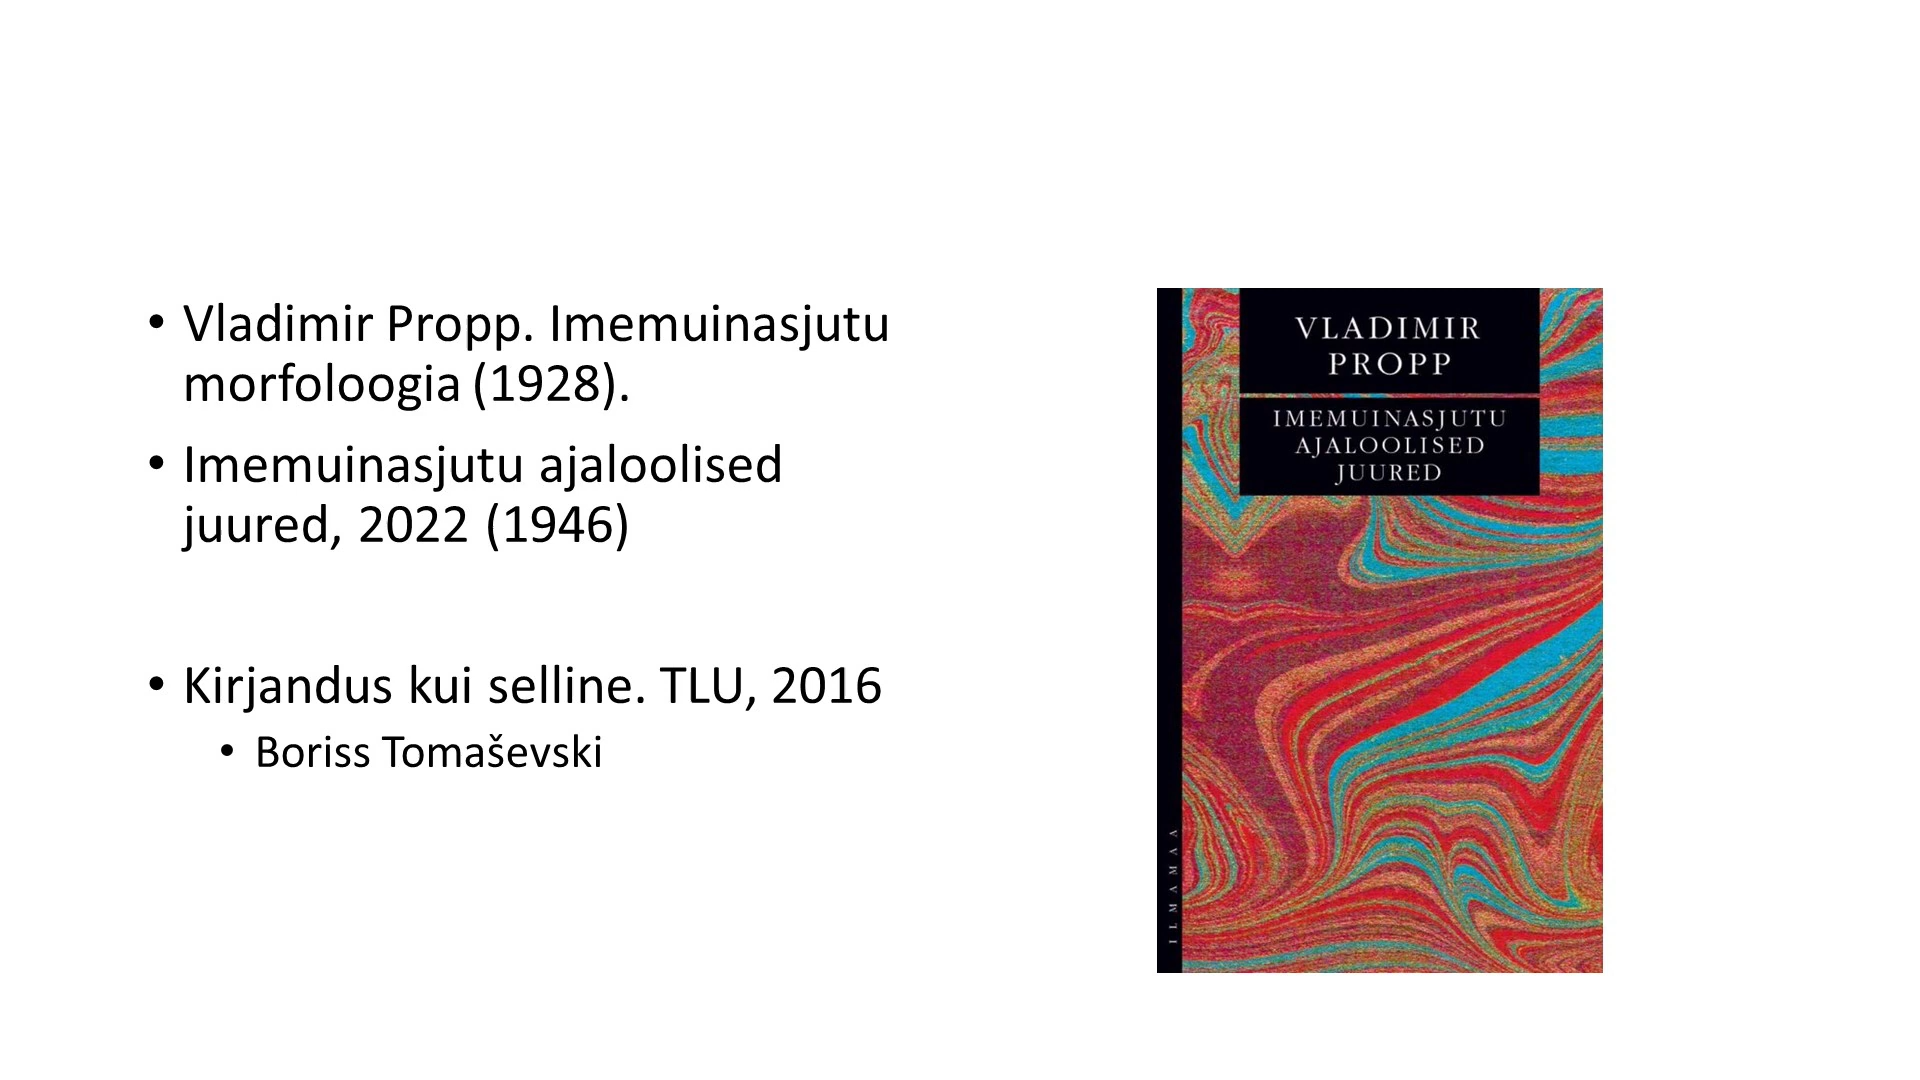 • Vladimir Propp. Imemuinasjutu
morfoloogia (1928).
• Imemuinasjutu ajaloolised
juured, 2022 (1946)
• Kirjandus kui selline. TLU, 2016
• Boriss Tomaševski
VLADIMIR
PROPP
IMEMUINASJUTU
AJALOOLISED
JUURED
ILMAMAA